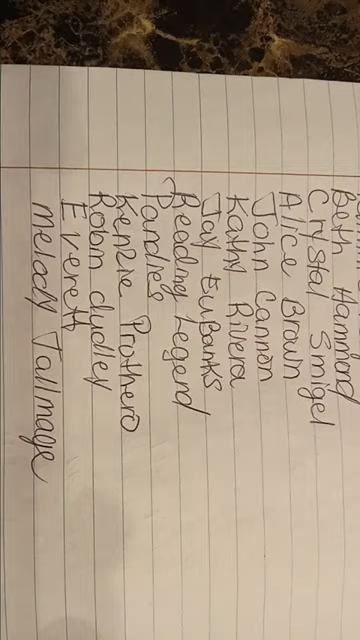 Beth Hammond
Crystal Smigel
Alice Brown
John Cannon
Kathy Rivera
Jay Eubanks
Reading Legend
Pandies
Kenzie Prothero
Robin dudley
Everett
melody Tallmage